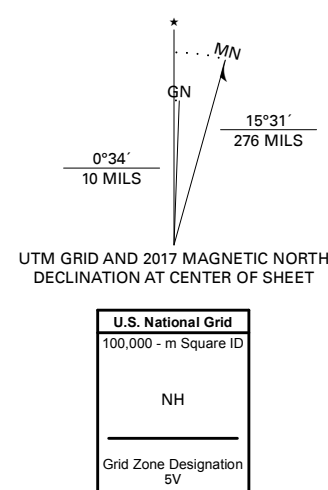 ★
MN
GN
15°31´
276 MILS
0°34´
10 MILS
UTM GRID AND 2017 MAGNETIC NORTH
DECLINATION AT CENTER OF SHEET
U.S. National Grid
100,000 - m Square ID
NH
Grid Zone Designation
5V